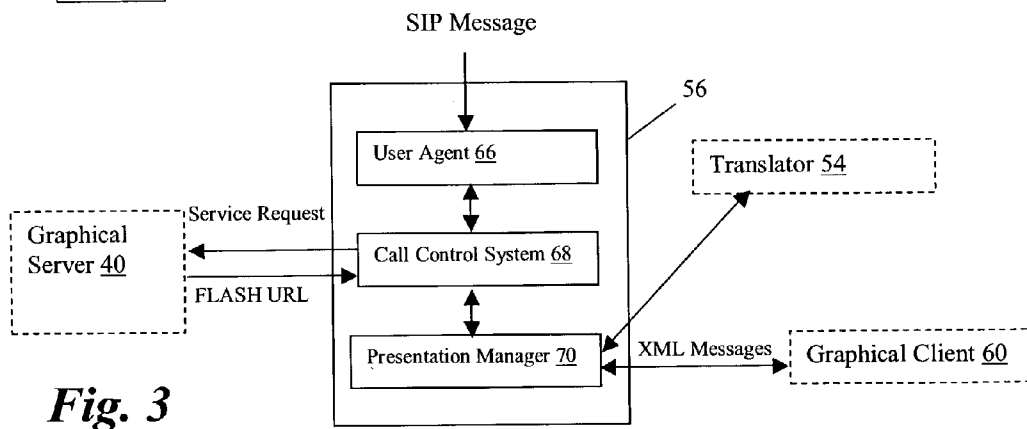 SIP Message
56
User Agent 66
Translator 54
Service Request
Graphical
Server 40
Call Control System 68
FLASH URL
Presentation Manager 70
XML Messages
Graphical Client 60
Fig. 3